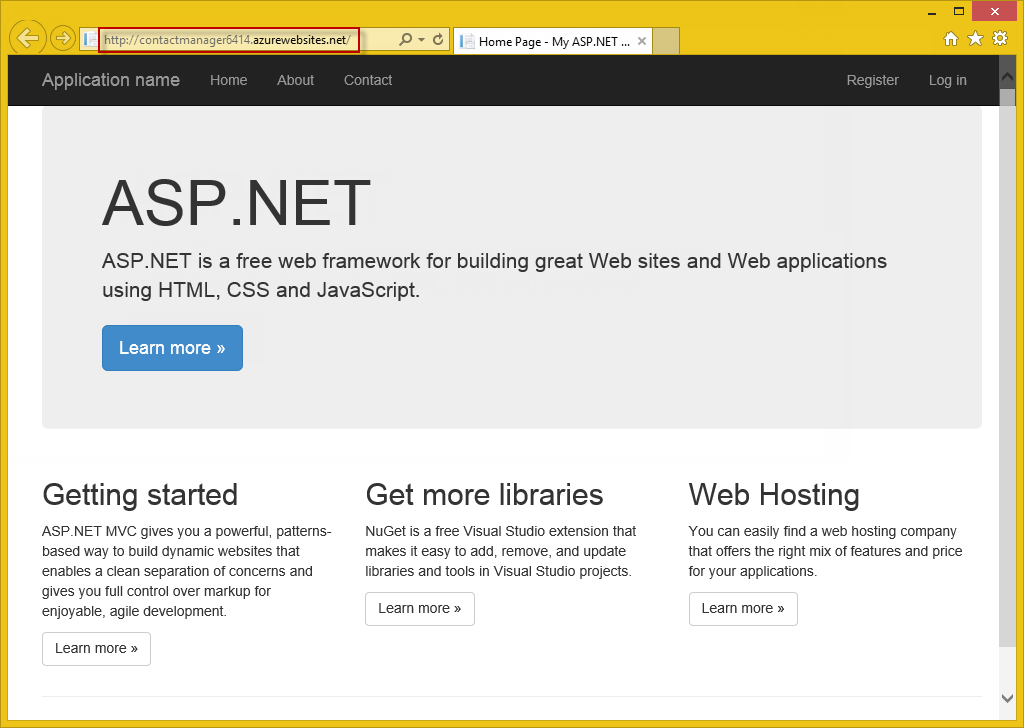 http://contactmanager6414.azurewebsites.net/
Home Page - My ASP.NET ...
Application name Home About Contact Register Log in
ASP.NET
ASP.NET is a free web framework for building great Web sites and Web applications
using HTML, CSS and JavaScript.
Learn more »
Getting started
ASP.NET MVC gives you a powerful, patterns-
based way to build dynamic websites that
enables a clean separation of concerns and
gives you full control over markup for
enjoyable, agile development.
Learn more »
Get more libraries
NuGet is a free Visual Studio extension that
makes it easy to add, remove, and update
libraries and tools in Visual Studio projects.
Learn more »
Web Hosting
You can easily find a web hosting company
that offers the right mix of features and price
for your applications.
Learn more »